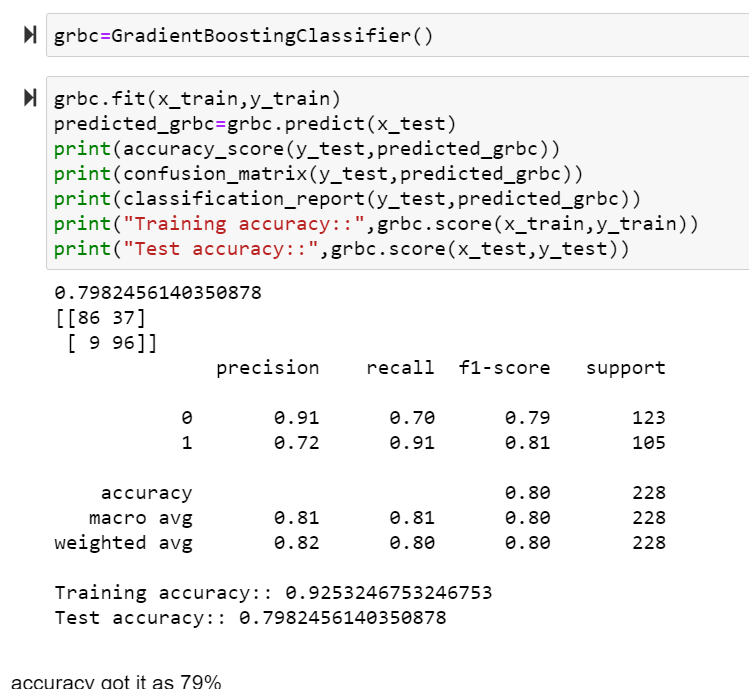 grbc=GradientBoostingClassifier()
grbc.fit(x_train,y_train)
predicted_grbc=grbc.predict(x_test)
print(accuracy_score(y_test,predicted_grbc))
print(confusion_matrix(y_test,predicted_grbc))
print(classification_report(y_test,predicted_grbc))
print("Training accuracy::",grbc.score(x_train,y_train))
print("Test accuracy::",grbc.score(x_test,y_test))
0.7982456140350878
[[86 37]
 [ 9 96]]
              precision    recall  f1-score   support
           0       0.91      0.70      0.79       123
           1       0.72      0.91      0.81       105
    accuracy                           0.80       228
   macro avg       0.81      0.81      0.80       228
weighted avg       0.82      0.80      0.80       228
Training accuracy:: 0.9253246753246753
Test accuracy:: 0.7982456140350878
accuracy got it as 79%